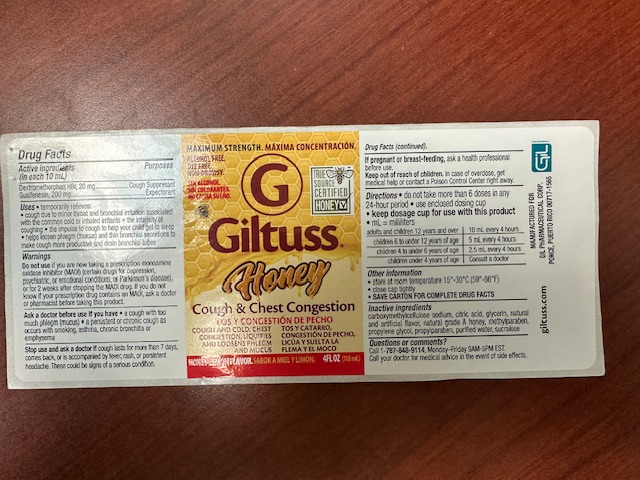 Drug Facts
Active ingredients Purposes
(in each 10 mL)
Dextromethorphan HBr, 20 mg Cough Suppressant
Guaifenesin, 200 mg Expectorant
Uses • temporarily relieves:
• cough due to minor throat and bronchial irritation associated
with the common cold or inhaled irritants • the intensity of
coughing • the impulse to cough to help your child get to sleep
• helps loosen phlegm (mucus) and thin bronchial secretions to
make cough more productive and drain bronchial tubes
Warnings
Do not use if you are now taking a prescription monoamine
oxidase inhibitor (MAOI) (certain drugs for depression,
psychiatric, or emotional conditions, or Parkinson's disease),
or for 2 weeks after stopping the MAOI drug. If you do not
know if your prescription drug contains an MAOI, ask a doctor
or pharmacist before taking this product.
Ask a doctor before use if you have • a cough with too
much phlegm (mucus) • a persistent or chronic cough as
occurs with smoking, asthma, chronic bronchitis or
emphysema
Stop use and ask a doctor if cough lasts for more than 7 days,
comes back, or is accompanied by fever, rash, or persistent
headache. These could be signs of a serious condition.
MAXIMUM STRENGTH. MÁXIMA CONCENTRACIÓN.
ALCOHOL FREE.
DYE FREE.
NON-DROWSY.
SIN ALCOHOL.
SIN COLORANTES.
NO CAUSA SUEÑO.
TRUE
SOURCE
CERTIFIED
HONEY
G
Giltuss
Honey
Cough & Chest Congestion
TOS Y CONGESTIÓN DE PECHO
COUGH AND COLD, CHEST
CONGESTION, LIQUEFIES
AND LOOSENS PHLEGM
AND MUCUS
TOS Y CATARRO,
CONGESTIÓN DE PECHO,
LICÚA Y SUELTA LA
FLEMA Y EL MOCO
HONEY LEMON FLAVOR. SABOR A MIEL Y LIMÓN. 4FL OZ (118 mL)
Drug Facts (continued).
If pregnant or breast-feeding, ask a health professional
before use.
Keep out of reach of children. In case of overdose, get
medical help or contact a Poison Control Center right away.
Directions • do not take more than 6 doses in any
24-hour period • use enclosed dosing cup
• keep dosage cup for use with this product
• mL = milliliters
adults and children 12 years and over 10 mL every 4 hours
children 6 to under 12 years of age 5 mL every 4 hours
children 4 to under 6 years of age 2.5 mL every 4 hours
children under 4 years of age Consult a doctor
Other information
• store at room temperature 15°-30°C (59°-86°F)
• close cap tightly
• SAVE CARTON FOR COMPLETE DRUG FACTS
Inactive ingredients
carboxymethylcellulose sodium, citric acid, glycerin, natural
and artificial flavor, natural grade A honey, methylparaben,
propylene glycol, propylparaben, purified water, sucralose
Questions or comments?
Call 1-787-848-9114, Monday-Friday 9AM-5PM EST.
Call your doctor for medical advice in the event of side effects.
GIL
MANUFACTURED FOR
GIL PHARMACEUTICAL CORP.
PONCE, PUERTO RICO 00717-1565
giltuss.com